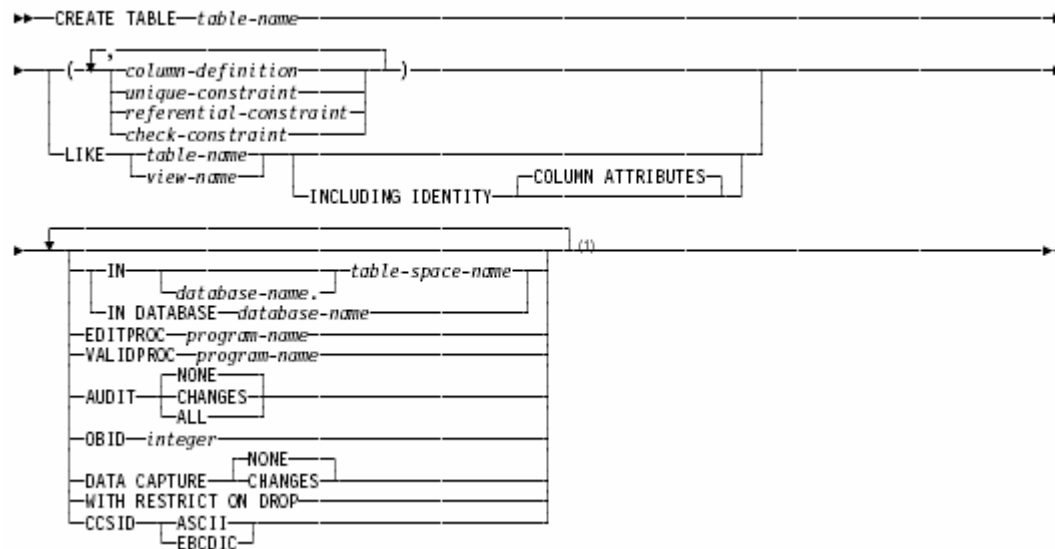 CREATE TABLE table-name
,
( column-definition )
unique-constraint
referential-constraint
check-constraint
LIKE table-name
view-name
COLUMN ATTRIBUTES
INCLUDING IDENTITY
(1)
IN table-space-name
database-name.
IN DATABASE database-name
EDITPROC program-name
VALIDPROC program-name
NONE
AUDIT CHANGES
ALL
OBID integer
NONE
DATA CAPTURE CHANGES
WITH RESTRICT ON DROP
CCSID ASCII
EBCDIC